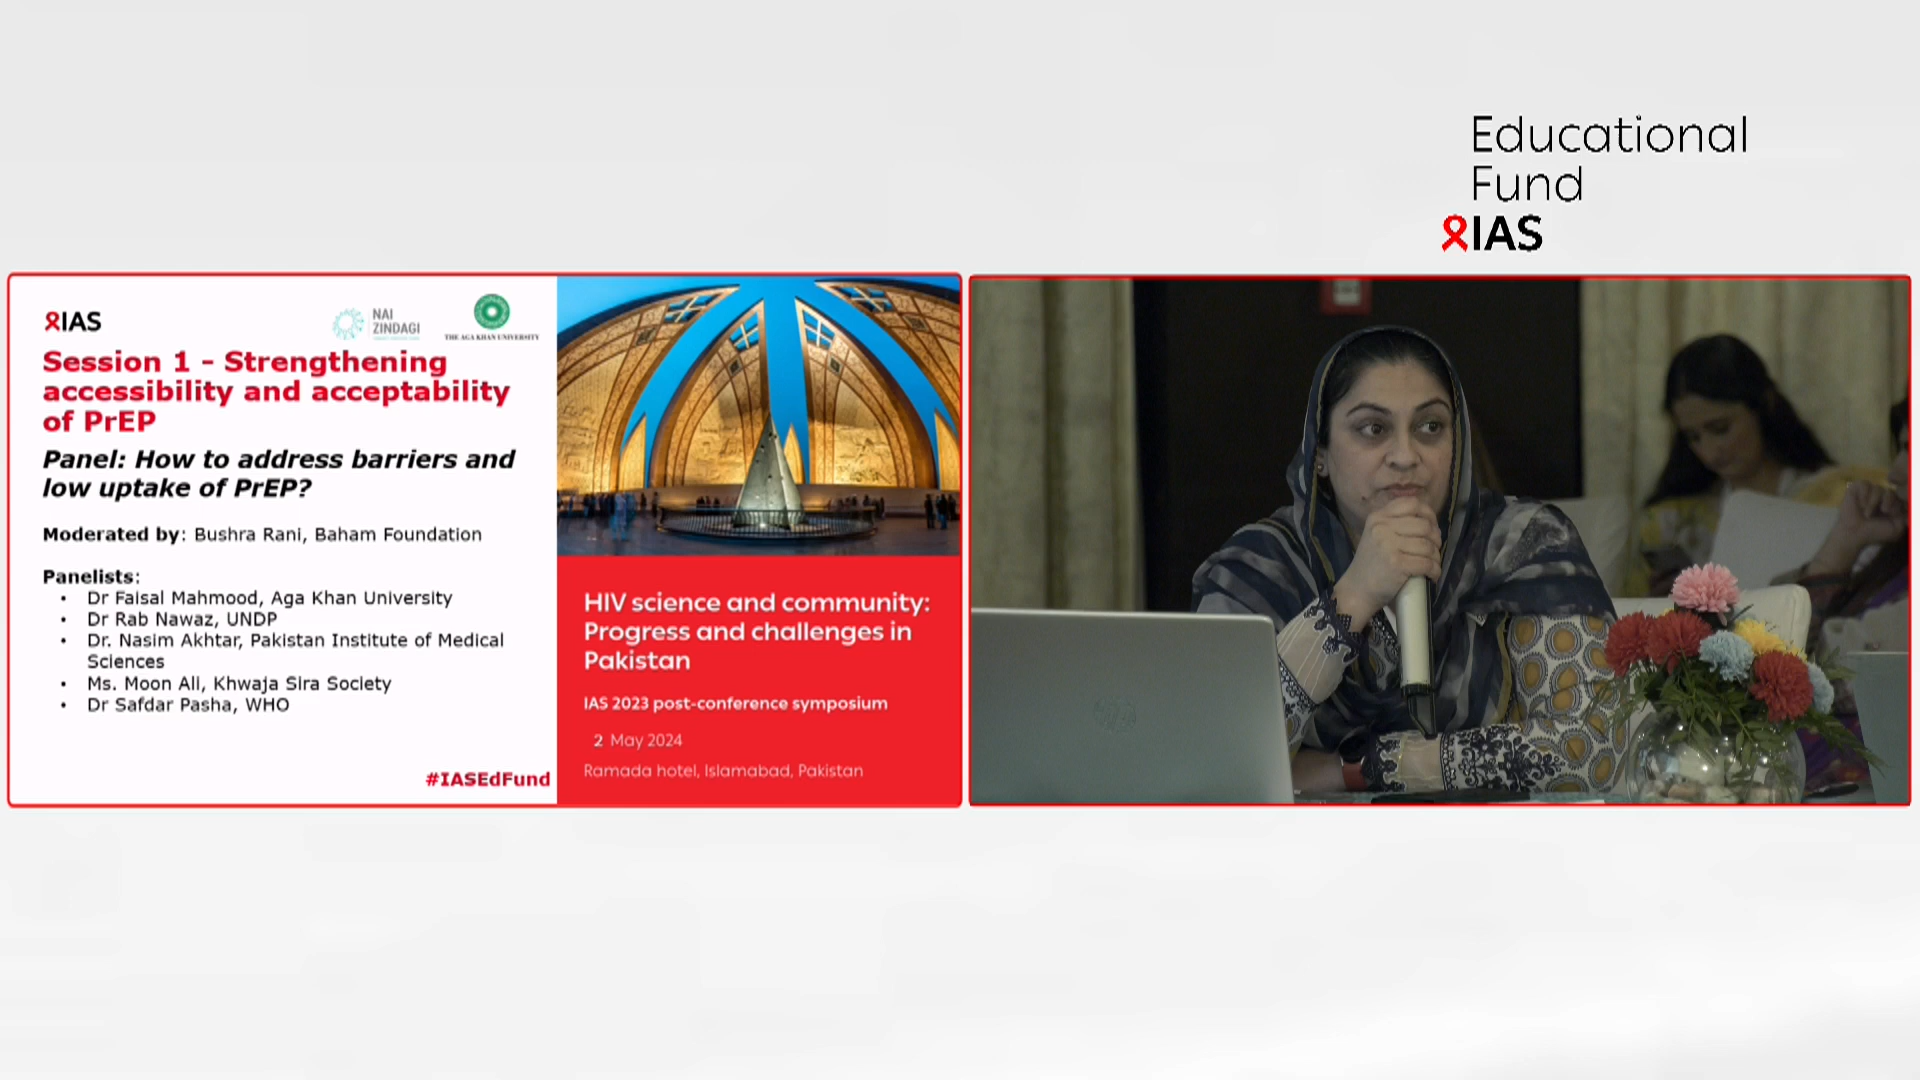 Educational
Fund
IAS
IAS
NAI
ZINDAGI
THE AGA KHAN UNIVERSITY
Session 1 - Strengthening
accessibility and acceptability
of PrEP
Panel: How to address barriers and
low uptake of PrEP?
Moderated by: Bushra Rani, Baham Foundation
Panelists:
• Dr Faisal Mahmood, Aga Khan University
• Dr Rab Nawaz, UNDP
• Dr. Nasim Akhtar, Pakistan Institute of Medical
Sciences
• Ms. Moon Ali, Khwaja Sira Society
• Dr Safdar Pasha, WHO
#IASEdFund
HIV science and community:
Progress and challenges in
Pakistan
IAS 2023 post-conference symposium
2 May 2024
Ramada hotel, Islamabad, Pakistan